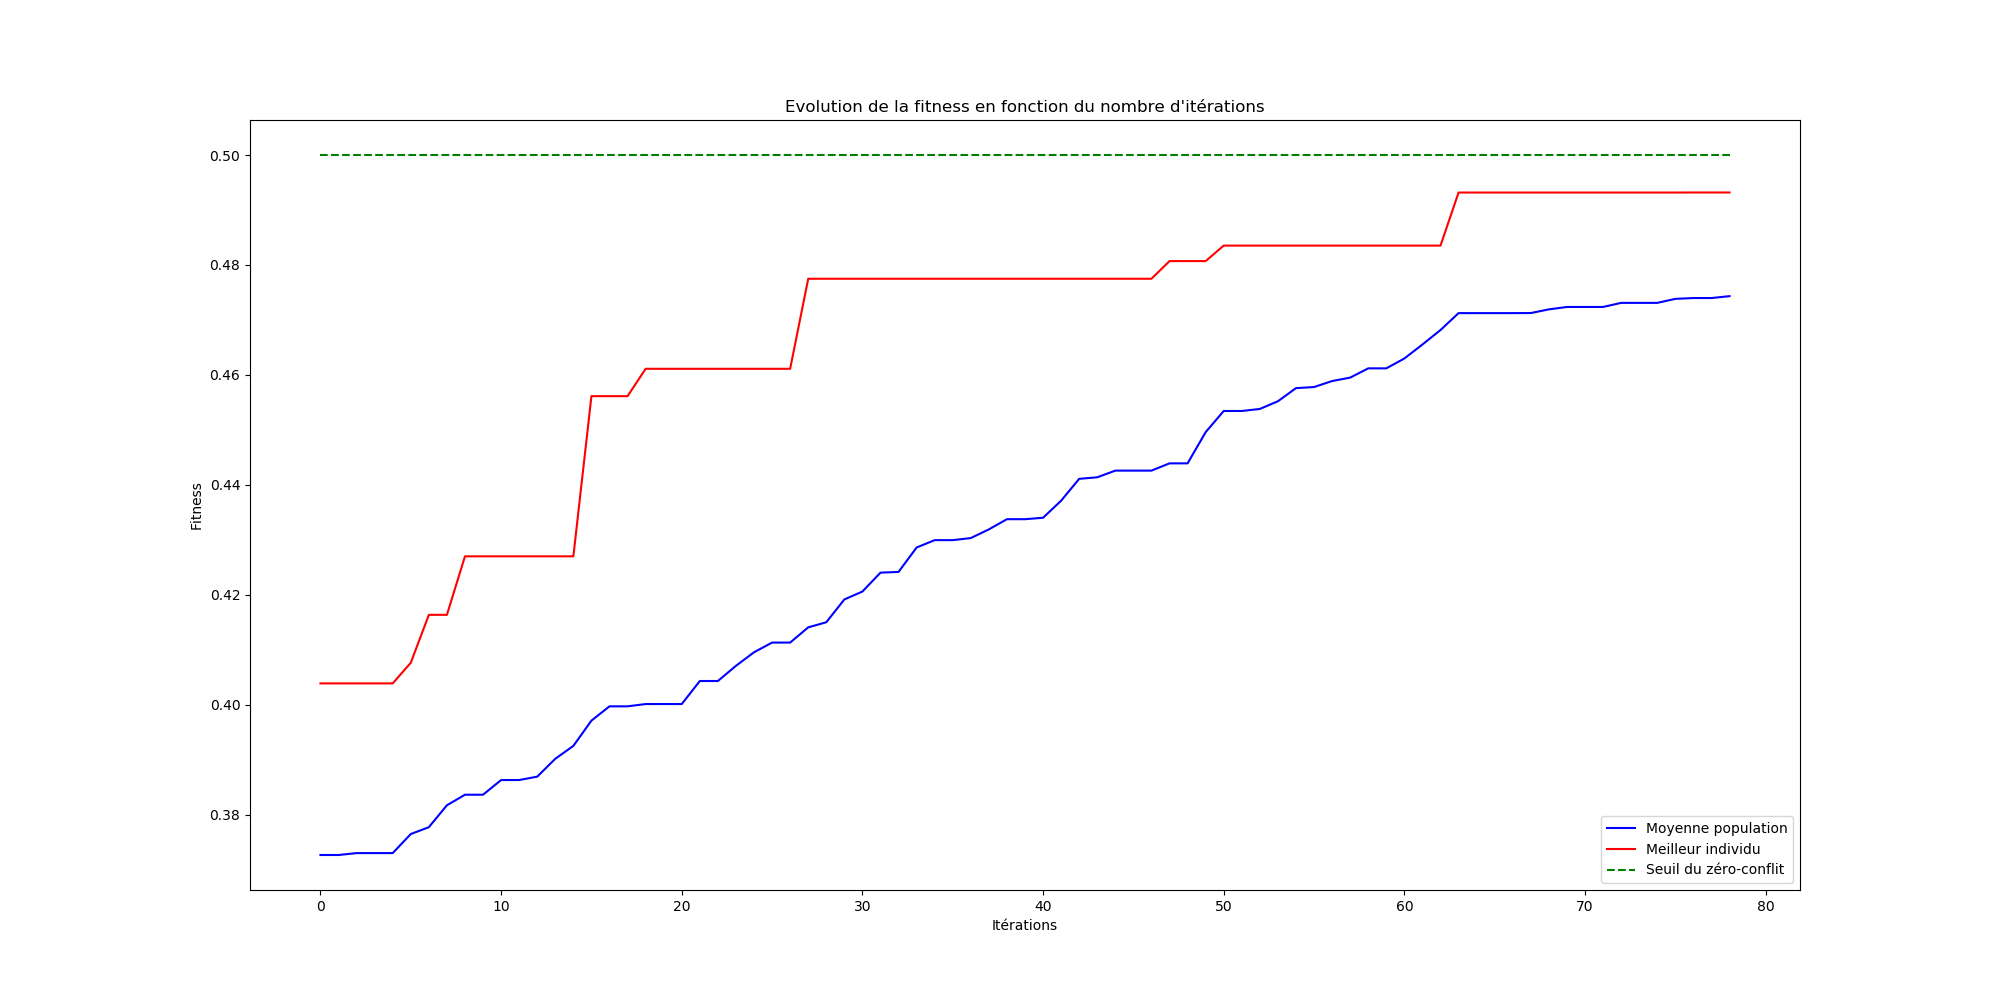 Evolution de la fitness en fonction du nombre d'itérations
0.50
0.48
0.46
0.44
0.42
0.40
0.38
Fitness
0 10 20 30 40 50 60 70 80
Itérations
Moyenne population
Meilleur individu
Seuil du zéro-conflit